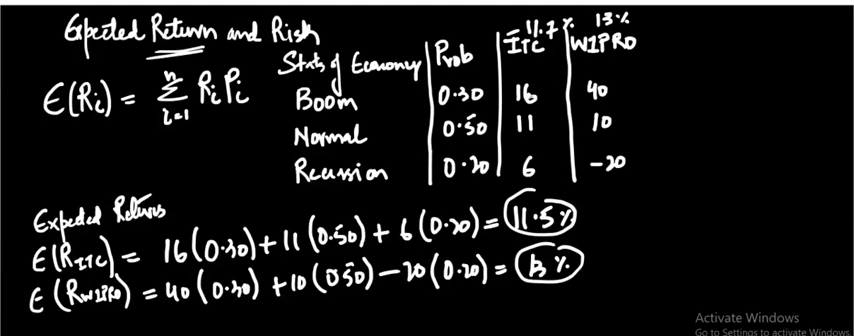 Expected Return and Risk
E(Ri) = n Σ i=1 Ri Pi
11.7% 13%
State of Economy Prob ITC WIPRO
Boom 0.30 16 40
Normal 0.50 11 10
Recession 0.20 6 -20
Expected Returns
E(RITC) = 16(0.30) + 11(0.50) + 6(0.20) = 11.5%
E(RWIPRO) = 40(0.30) + 10(0.50) - 20(0.20) = 13%
Activate Windows
Go to Settings to activate Windows.